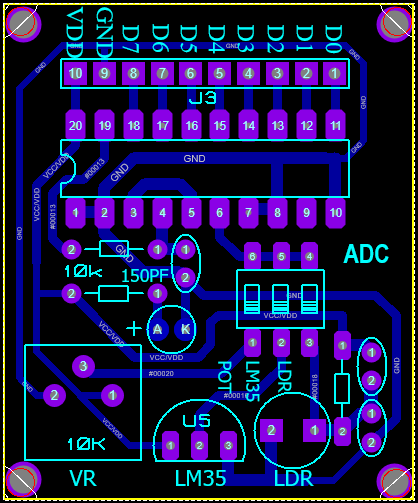 VDD GND D7 D6 D5 D4 D3 D2 D1 D0
GND
GND
10 9 8 7 6 5 4 3 2 1
J3
GND
20 19 18 17 16 15 14 13 12 11
GND
GND
VCC/VDD
#00013
GND
VCC/VDD
#00013
1 2 3 4 5 6 7 8 9 10
GND
2 1 1
10K 150PF
6 5 4
ADC
2
2 1
GND
GND
VCC/VDD
+ A K
VCC/VDD
1 2 3
1 1
3
#00020
POT LM35 LDR
#00018
GND
2
2 1
VCC/VDD
1
U5
2 1
2 2
10K
1 2 3
VR LM35 LDR